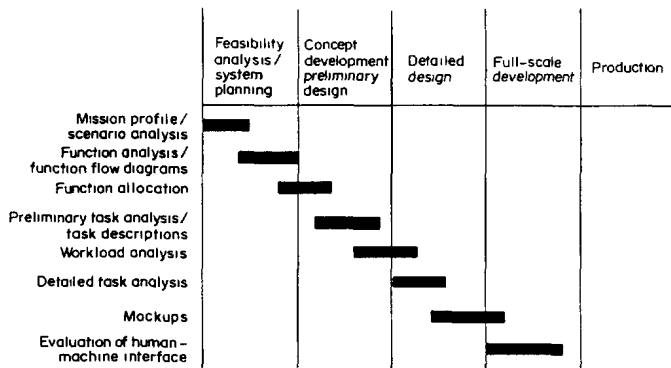 Feasibility
analysis/
system
planning
Concept
development
preliminary
design
Detailed
design
Full-scale
development
Production
Mission profile/
scenario analysis
Function analysis/
function flow diagrams
Function allocation
Preliminary task analysis/
task descriptions
Workload analysis
Detailed task analysis
Mockups
Evaluation of human-
machine interface